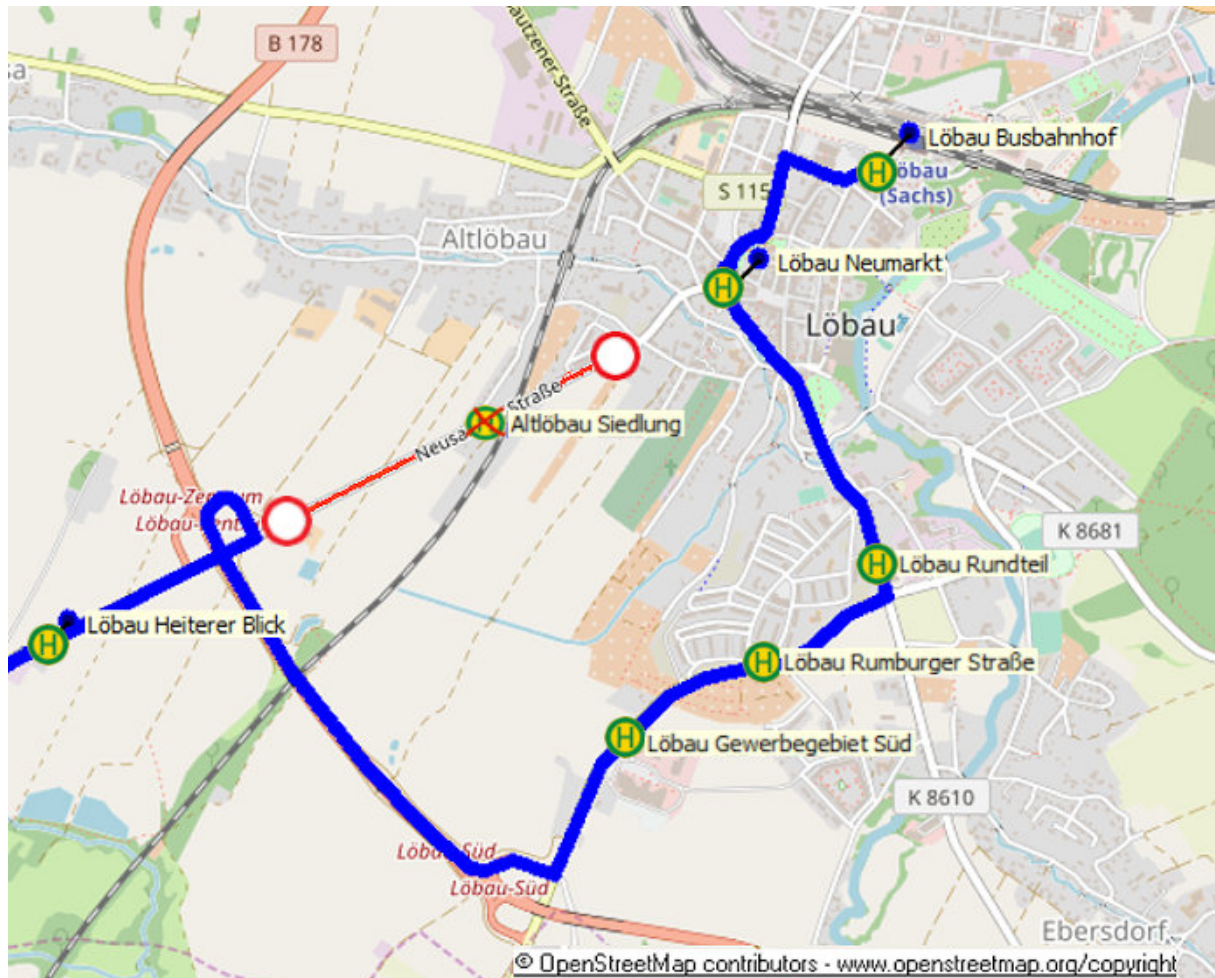 B 178
Bautzener Straße
sa
Löbau Busbahnhof
öbau
(Sachs)
S 115
Altlöbau
Löbau Neumarkt
Löbau
Straße
Altlöbau Siedlung
Neusa
Löbau-Zentrum
K 8681
Löbau Rundteil
Löbau Heiterer Blick
Löbau Rumburger Straße
Löbau Gewerbegebiet Süd
K 8610
Löbau-Süd
Löbau-Süd
Ebersdorf
© OpenStreetMap contributors - www.openstreetmap.org/copyright